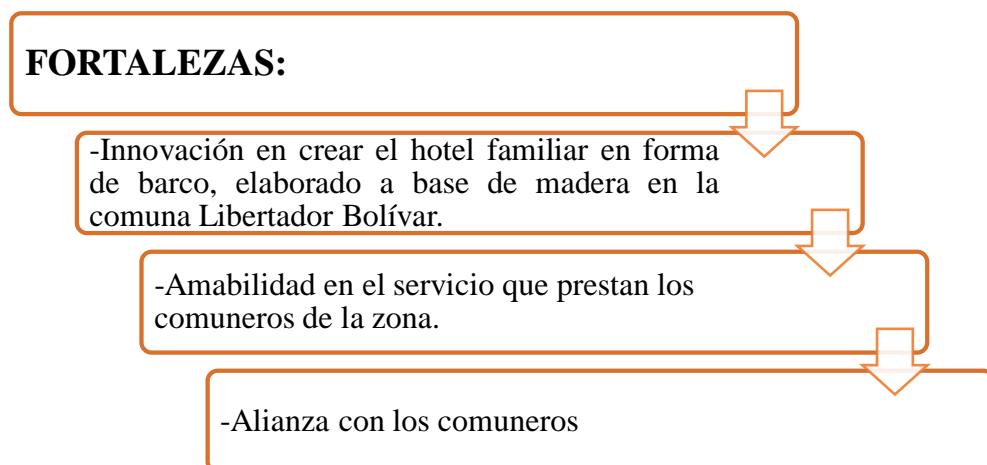 FORTALEZAS:
-Innovación en crear el hotel familiar en forma
de barco, elaborado a base de madera en la
comuna Libertador Bolívar.
-Amabilidad en el servicio que prestan los
comuneros de la zona.
-Alianza con los comuneros